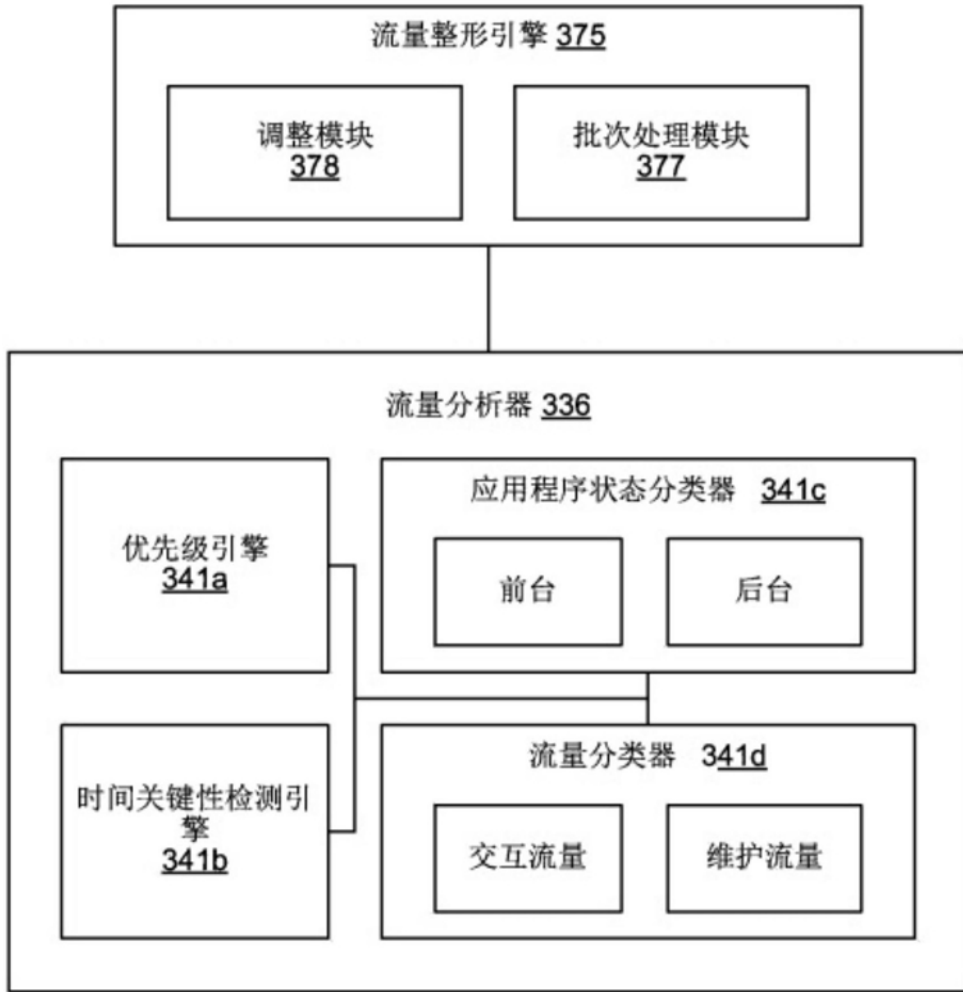 流量整形引擎 375
调整模块
378
批次处理模块
377
流量分析器 336
优先级引擎
341a
应用程序状态分类器 341c
前台
后台
时间关键性检测引
擎
341b
流量分类器 341d
交互流量
维护流量